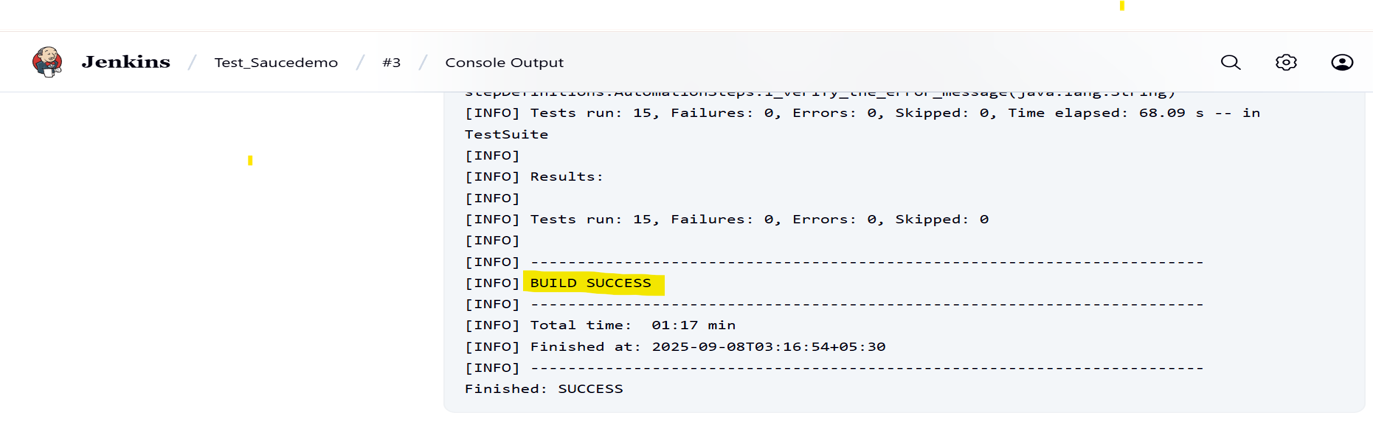 Jenkins / Test_Saucedemo / #3 / Console Output
stepDefinitions.AutomationSteps.i_verify_the_error_message(java.lang.String)
[INFO] Tests run: 15, Failures: 0, Errors: 0, Skipped: 0, Time elapsed: 68.09 s -- in
TestSuite
[INFO]
[INFO] Results:
[INFO]
[INFO] Tests run: 15, Failures: 0, Errors: 0, Skipped: 0
[INFO]
[INFO] ------------------------------------------------------------------------
[INFO] BUILD SUCCESS
[INFO] ------------------------------------------------------------------------
[INFO] Total time:  01:17 min
[INFO] Finished at: 2025-09-08T03:16:54+05:30
[INFO] ------------------------------------------------------------------------
Finished: SUCCESS